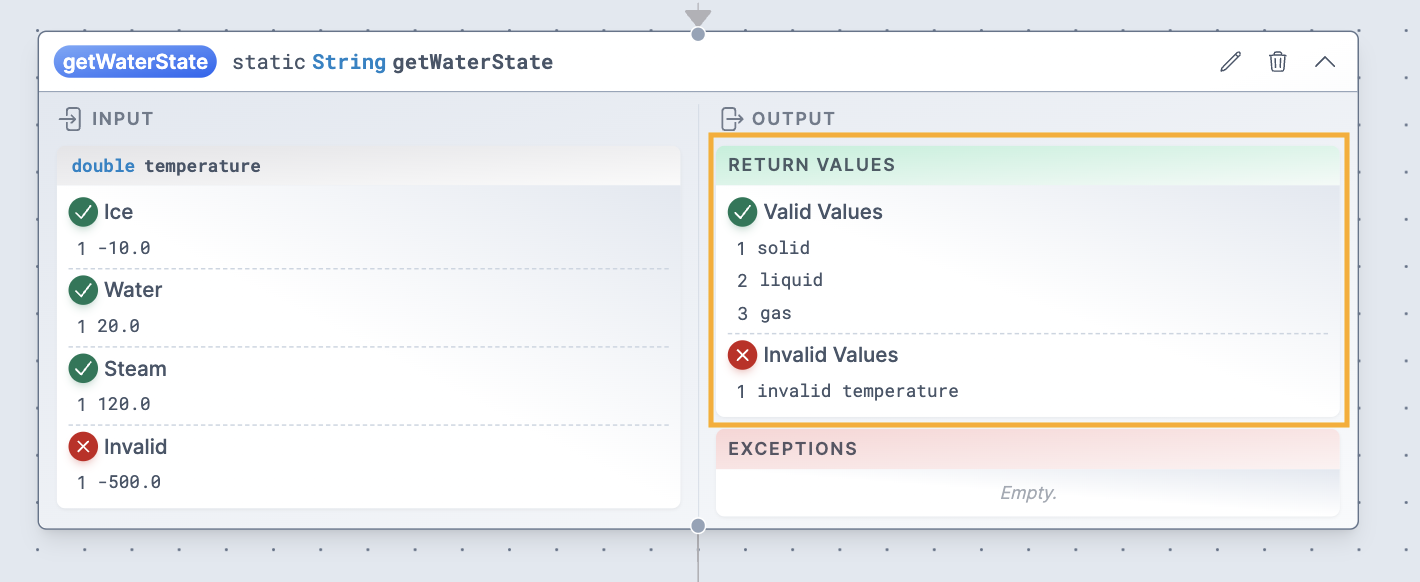 getWaterState static String getWaterState
INPUT
double temperature
Ice
1 -10.0
Water
1 20.0
Steam
1 120.0
Invalid
1 -500.0
OUTPUT
RETURN VALUES
Valid Values
1 solid
2 liquid
3 gas
Invalid Values
1 invalid temperature
EXCEPTIONS
Empty.